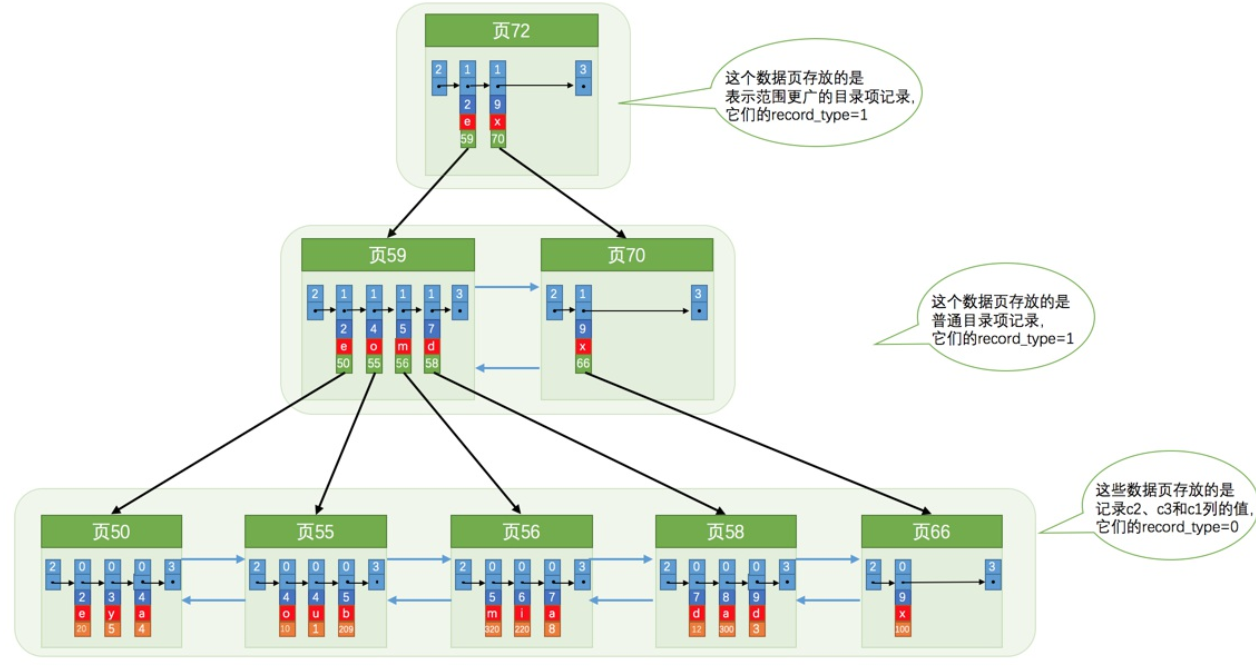 页72
2 1 1 3
2 9
e x
59 70
这个数据页存放的是
表示范围更广的目录项记录,
它们的record_type=1
页59 页70
2 1 1 1 1 3 2 1 3
2 4 5 7 9
e o m d x
50 55 56 58 66
这个数据页存放的是
普通目录项记录,
它们的record_type=1
页50 页55 页56 页58 页66
2 0 0 0 3 2 0 0 0 3 2 0 0 0 3 2 0 0 0 3 2 0 3
2 3 4 4 4 5 5 6 7 7 8 9 9
e y a o u b m i a d a d x
20 5 4 10 1 209 320 220 8 12 300 3 100
这些数据页存放的是
记录c2、c3和c1列的值,
它们的record_type=0